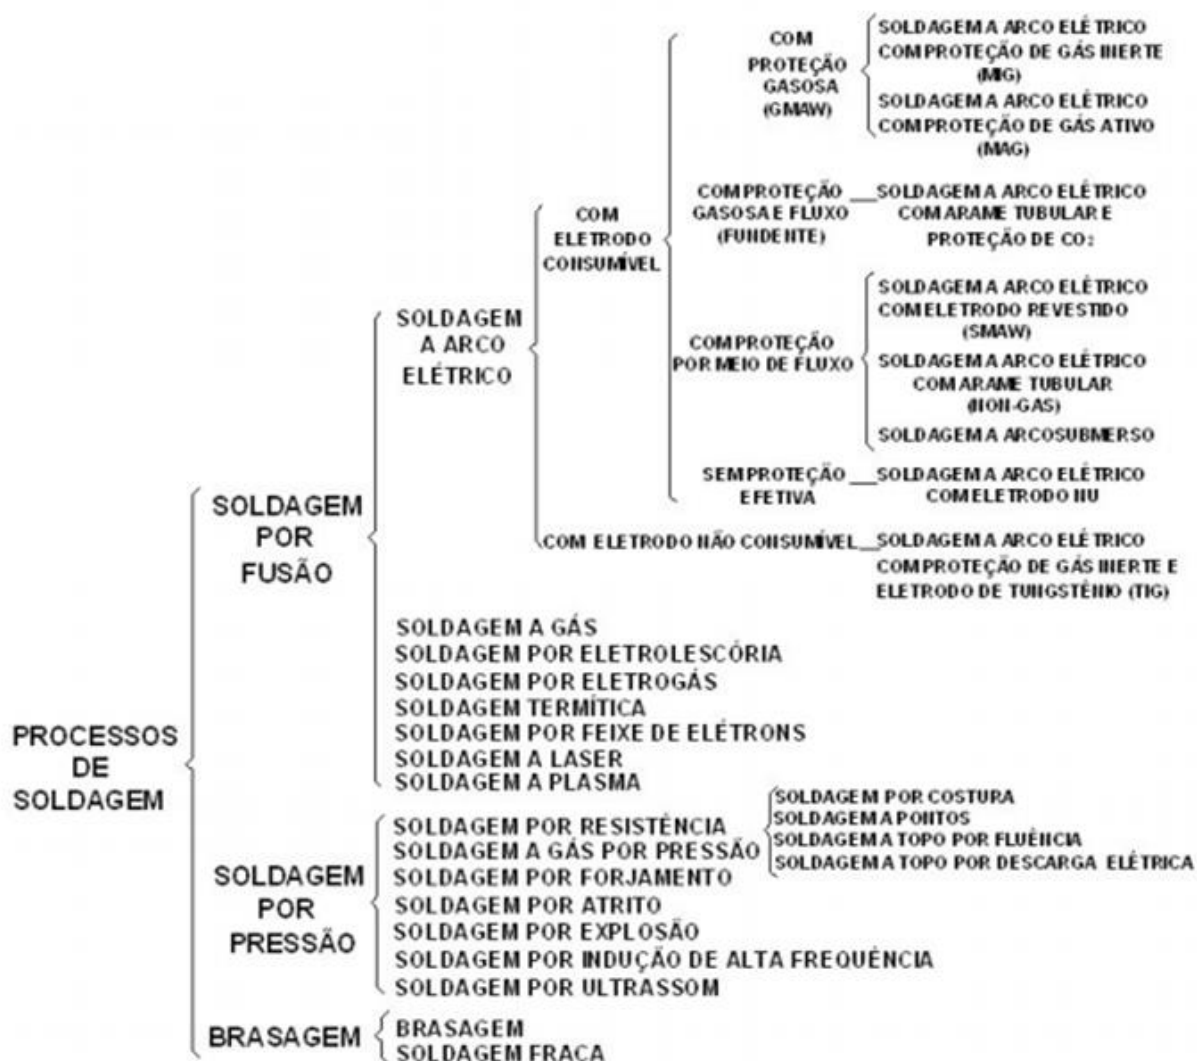 PROCESSOS
DE
SOLDAGEM
SOLDAGEM
POR
FUSÃO
SOLDAGEM
A ARCO
ELÉTRICO
COM
ELETRODO
CONSUMÍVEL
COM
PROTEÇÃO
GASOSA
(GMAW)
SOLDAGEM A ARCO ELÉTRICO
COM PROTEÇÃO DE GÁS INERTE
(MIG)
SOLDAGEM A ARCO ELÉTRICO
COM PROTEÇÃO DE GÁS ATIVO
(MAG)
COM PROTEÇÃO
GASOSA E FLUXO
(FUNDENTE)
SOLDAGEM A ARCO ELÉTRICO
COM ARAME TUBULAR E
PROTEÇÃO DE CO₂
COM PROTEÇÃO
POR MEIO DE FLUXO
SOLDAGEM A ARCO ELÉTRICO
COM ELETRODO REVESTIDO
(SMAW)
SOLDAGEM A ARCO ELÉTRICO
COM ARAME TUBULAR
(NON-GAS)
SOLDAGEM A ARCO SUBMERSO
SEM PROTEÇÃO
EFETIVA
SOLDAGEM A ARCO ELÉTRICO
COM ELETRODO NU
COM ELETRODO NÃO CONSUMÍVEL
SOLDAGEM A ARCO ELÉTRICO
COM PROTEÇÃO DE GÁS INERTE E
ELETRODO DE TUNGSTÊNIO (TIG)
SOLDAGEM A GÁS
SOLDAGEM POR ELETROLESCÓRIA
SOLDAGEM POR ELETROGÁS
SOLDAGEM TERMÍTICA
SOLDAGEM POR FEIXE DE ELÉTRONS
SOLDAGEM A LASER
SOLDAGEM A PLASMA
SOLDAGEM
POR
PRESSÃO
SOLDAGEM POR RESISTÊNCIA
SOLDAGEM A GÁS POR PRESSÃO
SOLDAGEM POR FORJAMENTO
SOLDAGEM POR ATRITO
SOLDAGEM POR EXPLOSÃO
SOLDAGEM POR INDUÇÃO DE ALTA FREQUÊNCIA
SOLDAGEM POR ULTRASSOM
SOLDAGEM POR COSTURA
SOLDAGEM A PONTOS
SOLDAGEM A TOPO POR FLUÊNCIA
SOLDAGEM A TOPO POR DESCARGA ELÉTRICA
BRASAGEM
BRASAGEM
SOLDAGEM FRACA